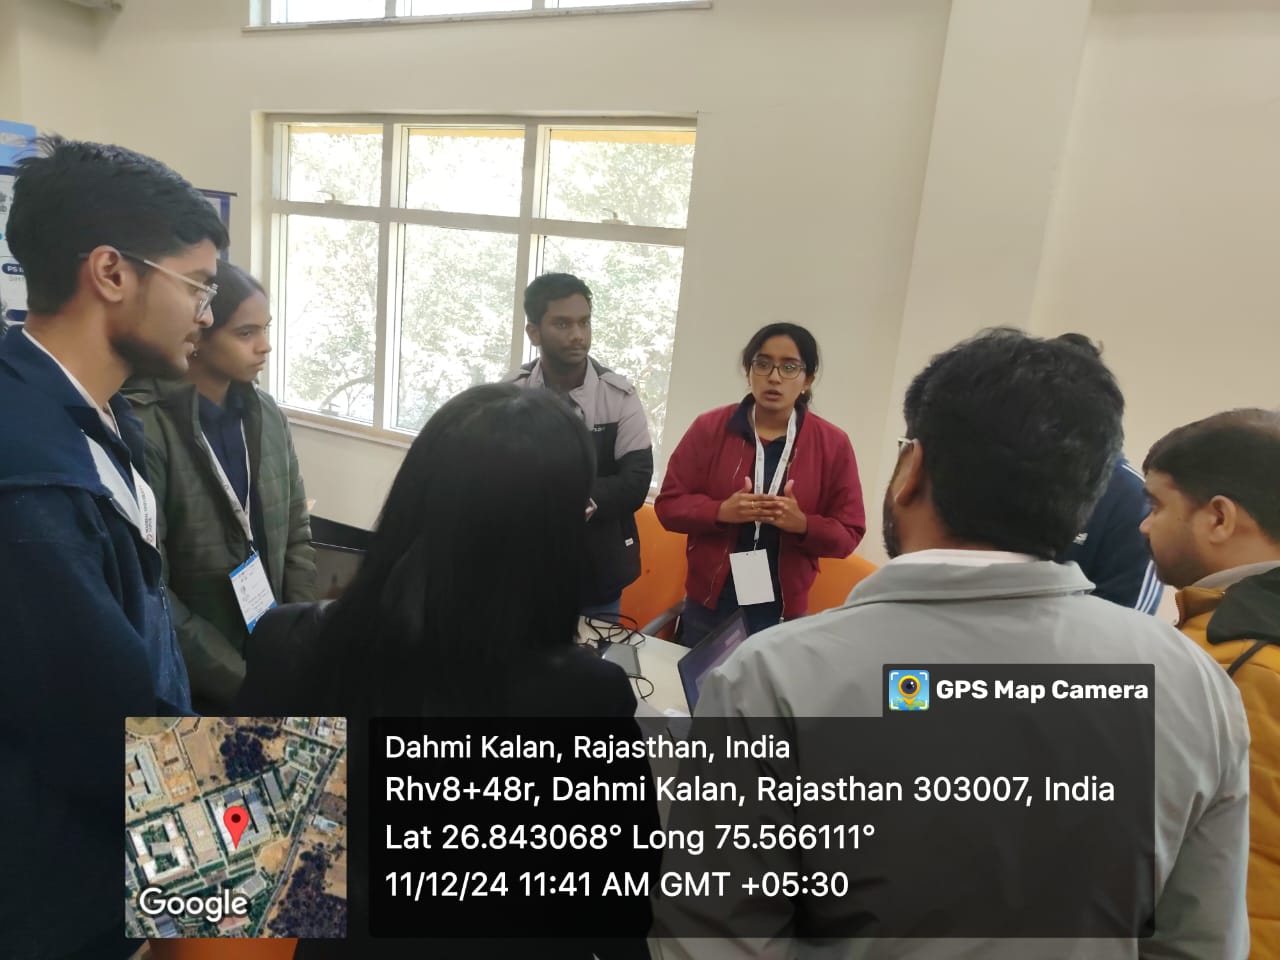 PS
GPS Map Camera
Dahmi Kalan, Rajasthan, India
Rhv8+48r, Dahmi Kalan, Rajasthan 303007, India
Lat 26.843068° Long 75.566111°
11/12/24 11:41 AM GMT +05:30
Google